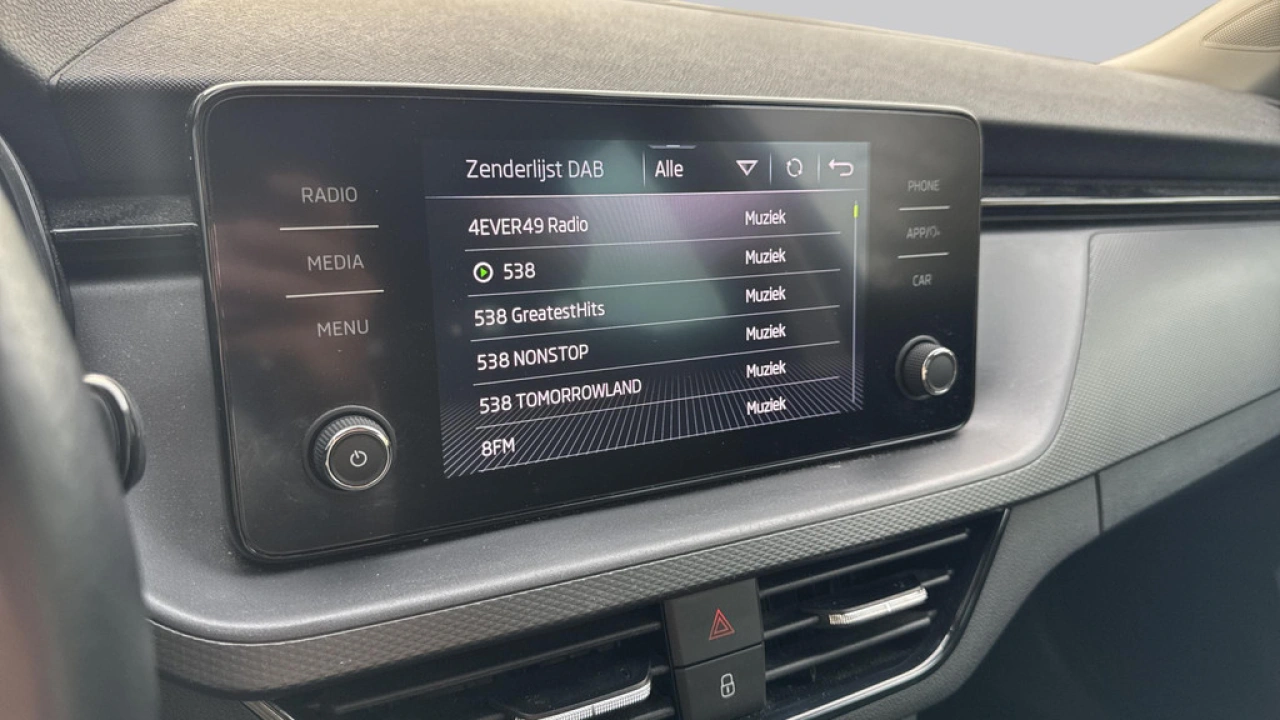 RADIO
MEDIA
MENU
Zenderlijst DAB Alle
4EVER49 Radio Muziek
538 Muziek
538 GreatestHits Muziek
538 NONSTOP Muziek
538 TOMORROWLAND Muziek
8FM Muziek
PHONE
APP/
CAR